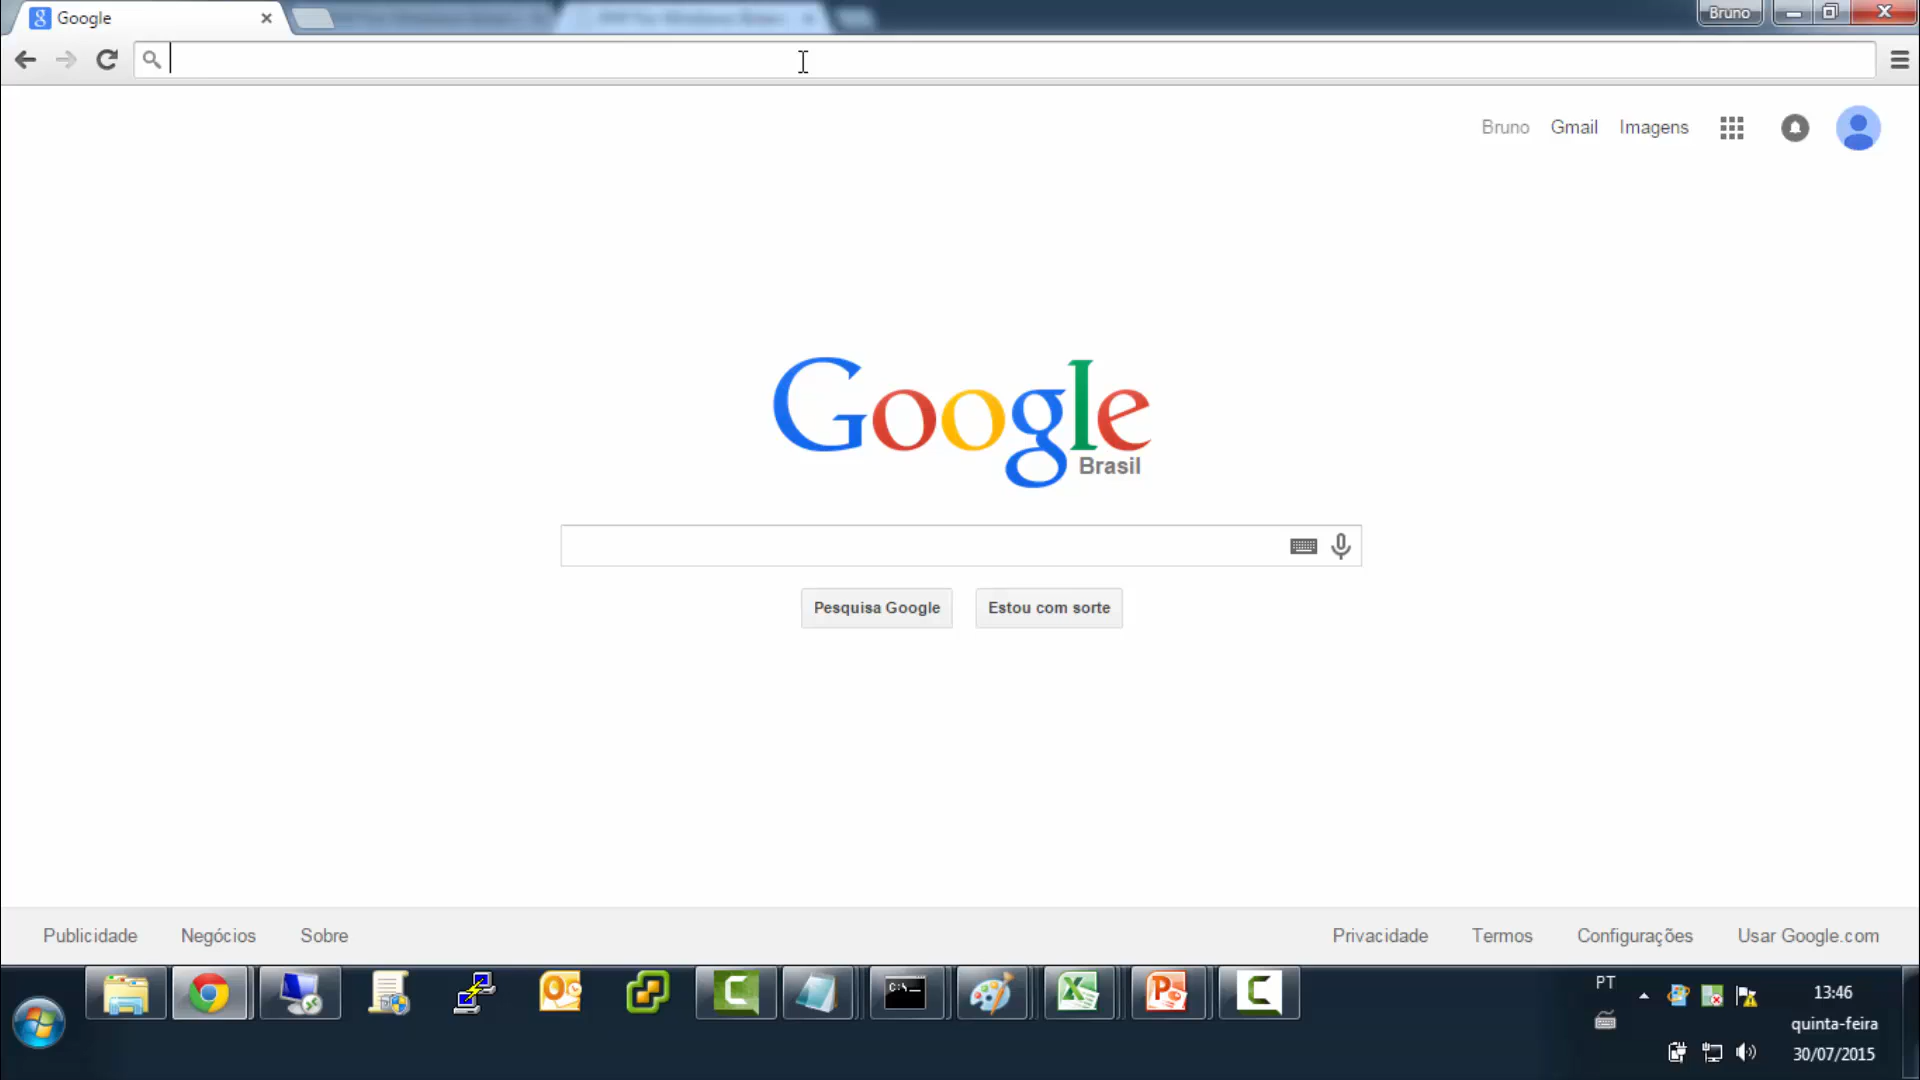 Google
Bruno
Bruno Gmail Imagens
Google
Brasil
Pesquisa Google Estou com sorte
Publicidade Negócios Sobre
Privacidade Termos Configurações Usar Google.com
PT
13:46
quinta-feira
30/07/2015